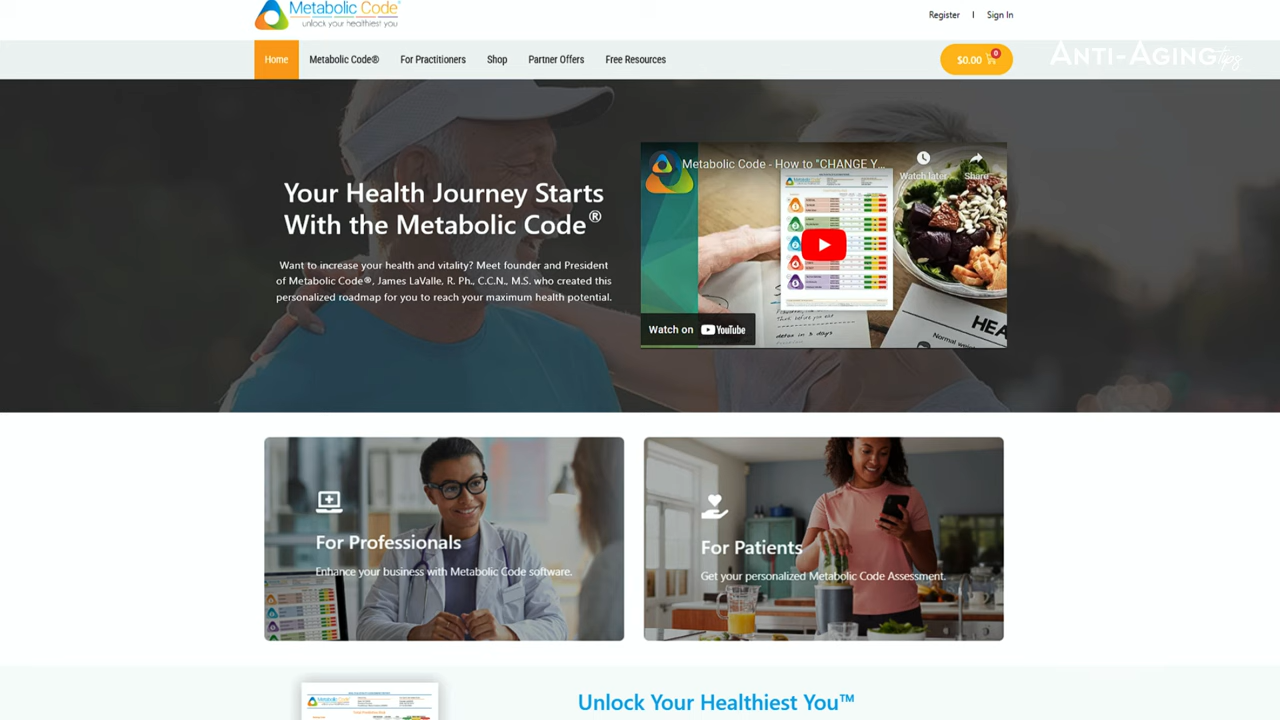 Metabolic Code®
unlock your healthiest you
Register | Sign In
Home Metabolic Code® For Practitioners Shop Partner Offers Free Resources
$0.00 0
ANTI-AGING tips
Your Health Journey Starts
With the Metabolic Code®
Want to increase your health and vitality? Meet founder and President
of Metabolic Code®, James LaValle, R. Ph., C.C.N., M.S. who created this
personalized roadmap for you to reach your maximum health potential.
Metabolic Code - How to "CHANGE Y...
Watch later
Share
Watch on YouTube
HEA
Normal
For Professionals
Enhance your business with Metabolic Code software.
For Patients
Get your personalized Metabolic Code Assessment.
Metabolic Code
Unlock Your Healthiest You™